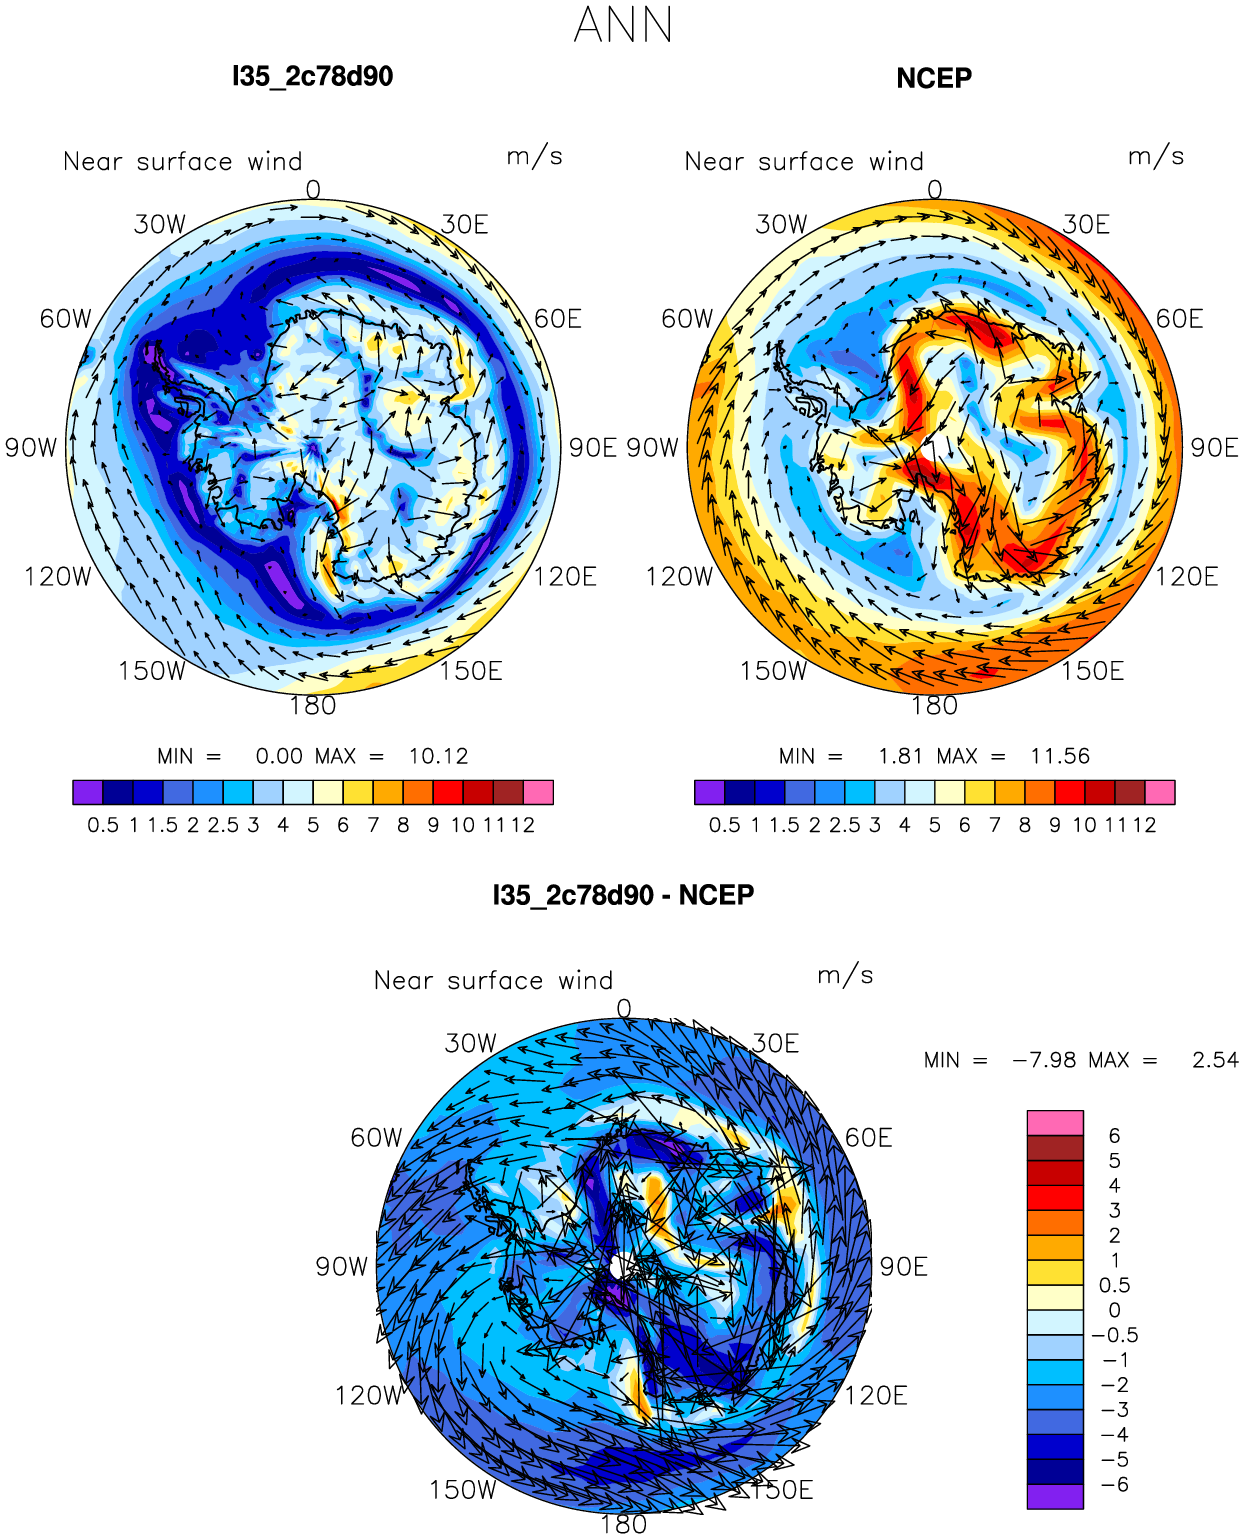 ANN
I35_2c78d90
NCEP
Near surface wind m/s
Near surface wind m/s
0
30W 30E
60W 60E
90W 90E
120W 120E
150W 150E
180
0
30W 30E
60W 60E
90W 90E
120W 120E
150W 150E
180
MIN = 0.00 MAX = 10.12
0.5 1 1.5 2 2.5 3 4 5 6 7 8 9 10 11 12
MIN = 1.81 MAX = 11.56
0.5 1 1.5 2 2.5 3 4 5 6 7 8 9 10 11 12
I35_2c78d90 - NCEP
Near surface wind m/s
0
30W 30E
60W 60E
90W 90E
120W 120E
150W 150E
180
MIN = −7.98 MAX = 2.54
6
5
4
3
2
1
0.5
0
−0.5
−1
−2
−3
−4
−5
−6